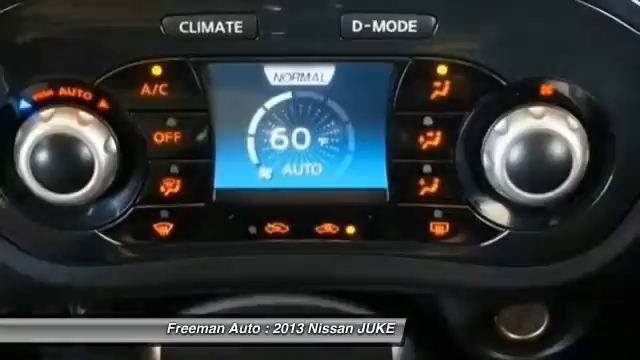 CLIMATE
D-MODE
NORMAL
A/C
AUTO
OFF
60 °F
AUTO
Freeman Auto : 2013 Nissan JUKE